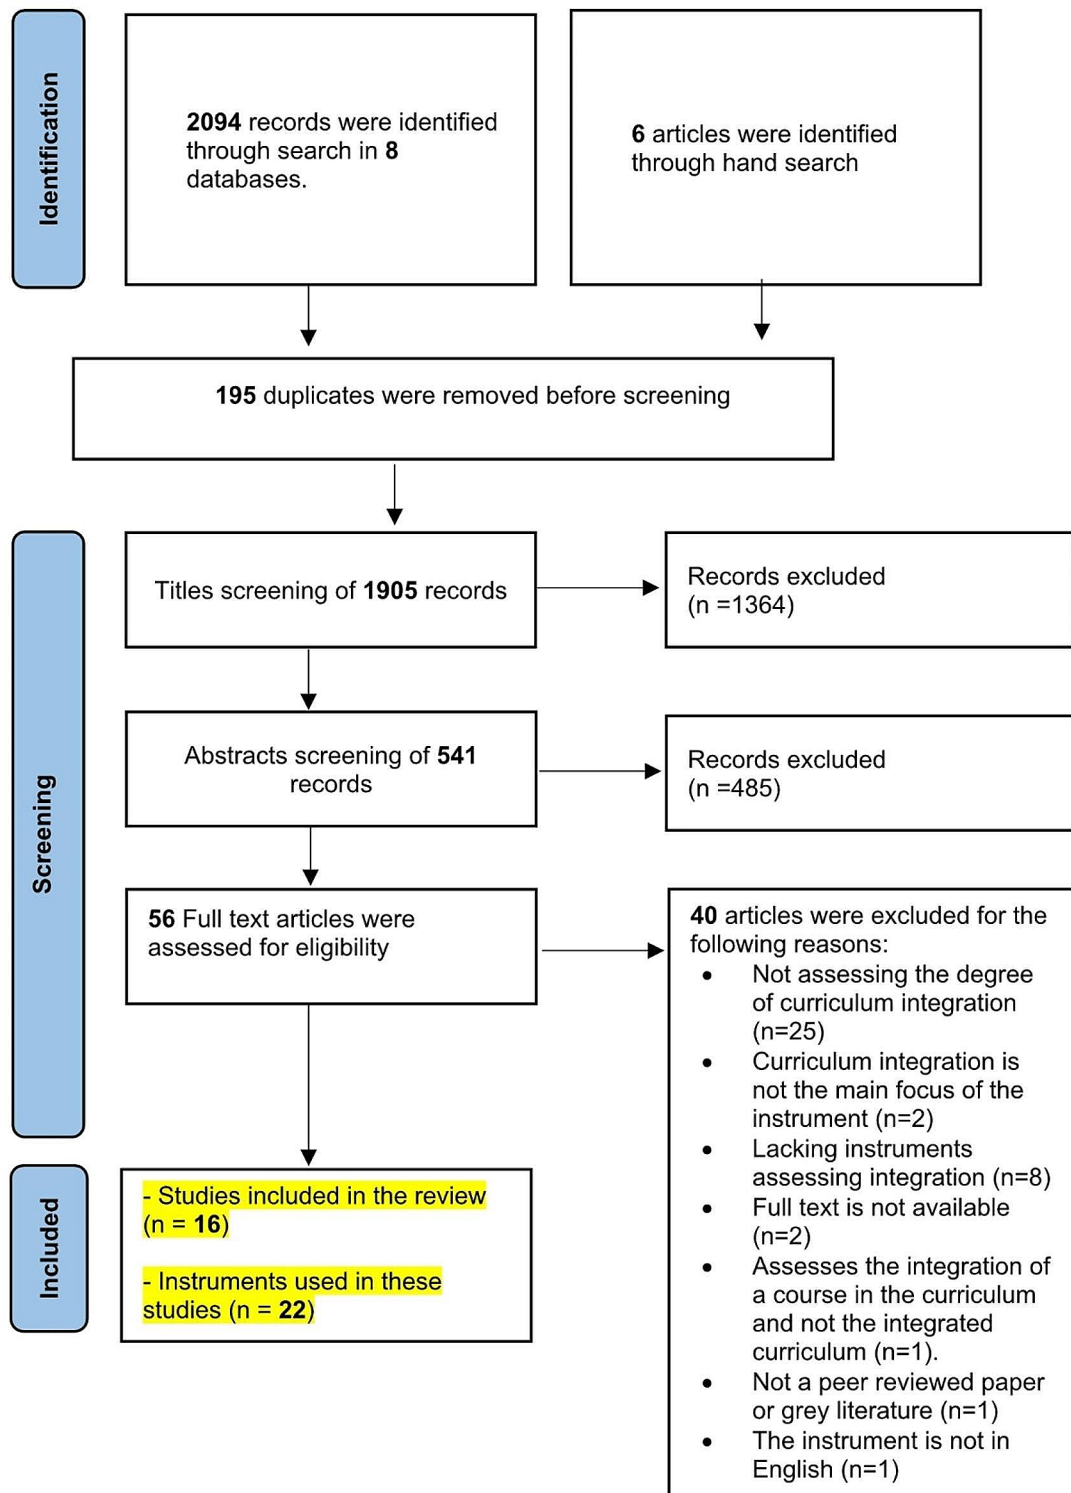 Identification
2094 records were identified
through search in 8
databases.
6 articles were identified
through hand search
195 duplicates were removed before screening
Screening
Titles screening of 1905 records
Records excluded
(n =1364)
Abstracts screening of 541
records
Records excluded
(n =485)
56 Full text articles were
assessed for eligibility
40 articles were excluded for the
following reasons:
• Not assessing the degree
of curriculum integration
(n=25)
• Curriculum integration is
not the main focus of the
instrument (n=2)
• Lacking instruments
assessing integration (n=8)
• Full text is not available
(n=2)
• Assesses the integration of
a course in the curriculum
and not the integrated
curriculum (n=1).
• Not a peer reviewed paper
or grey literature (n=1)
• The instrument is not in
English (n=1)
Included
- Studies included in the review
(n = 16)
- Instruments used in these
studies (n = 22)